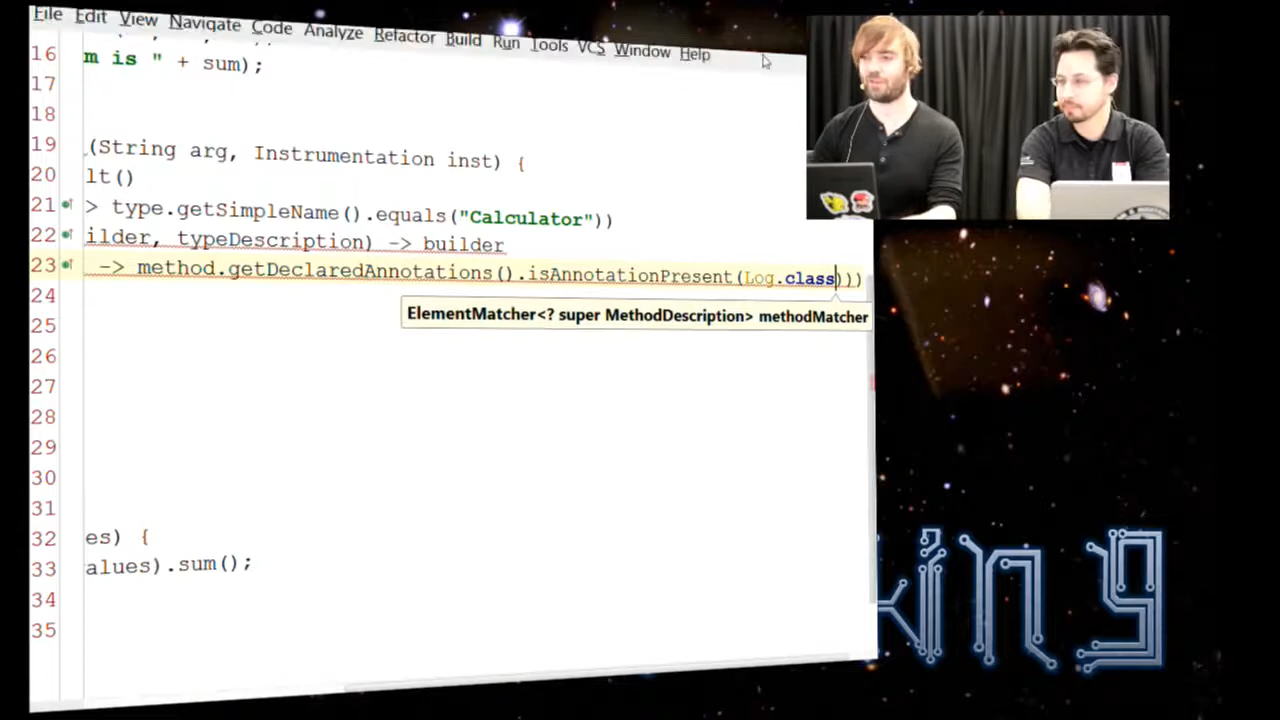 File Edit View Navigate Code Analyze Refactor Build Run Tools VCS Window Help
16 m is " + sum);
17
18
19 (String arg, Instrumentation inst) {
20 lt()
21 > type.getSimpleName().equals("Calculator"))
22 ilder, typeDescription) -> builder
23 -> method.getDeclaredAnnotations().isAnnotationPresent(Log.class)))
24
ElementMatcher<? super MethodDescription> methodMatcher
25
26
27
28
29
30
31
32 es) {
33 alues).sum();
34
35
king